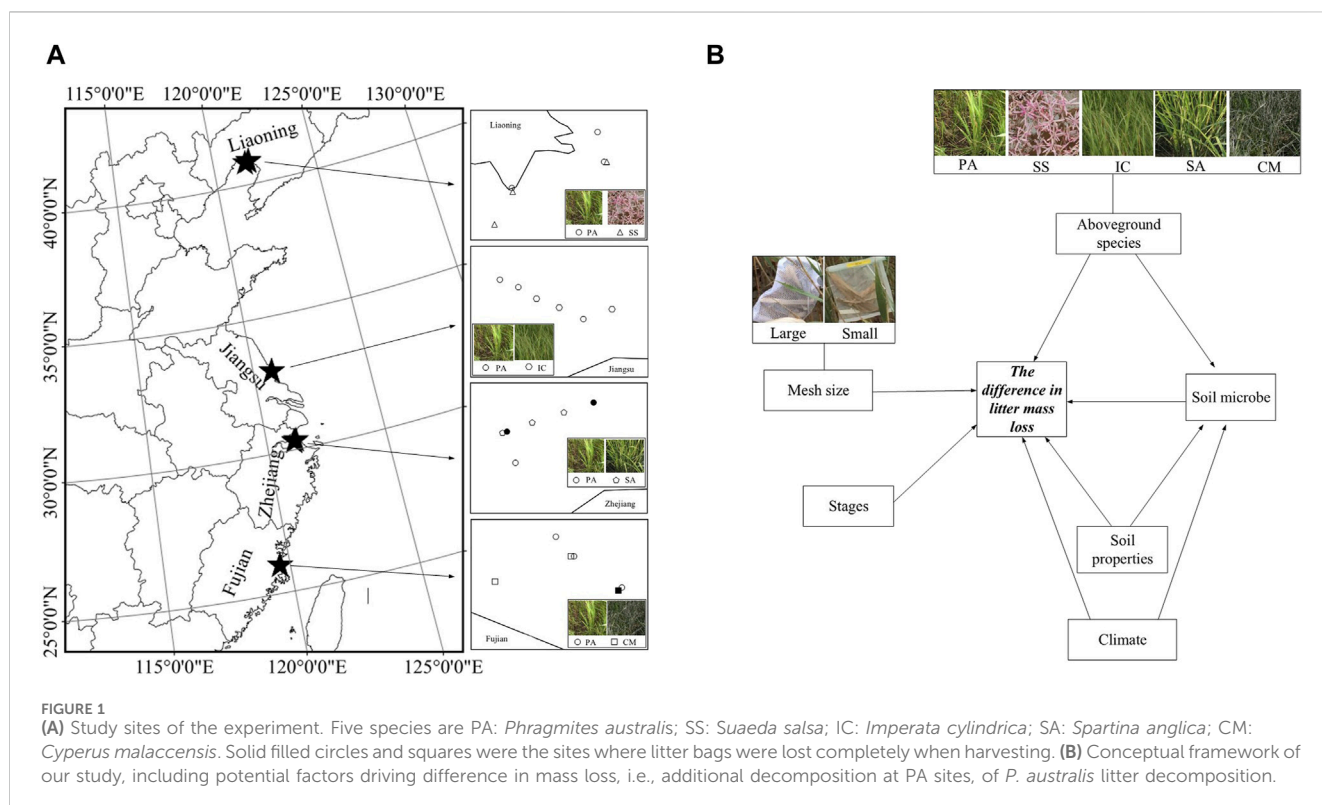 A
115°0'0"E 120°0'0"E 125°0'0"E 130°0'0"E
40°0'0"N
35°0'0"N
30°0'0"N
25°0'0"N
Liaoning
Jiangsu
Zhejiang
Fujian
115°0'0"E 120°0'0"E 125°0'0"E
Liaoning
PA SS
PA IC
Jiangsu
PA SA
Zhejiang
Fujian
PA CM
B
PA SS IC SA CM
Aboveground
species
Large Small
Mesh size
The
difference in
litter mass
loss
Soil microbe
Stages
Soil
properties
Climate
FIGURE 1
(A) Study sites of the experiment. Five species are PA: Phragmites australis; SS: Suaeda salsa; IC: Imperata cylindrica; SA: Spartina anglica; CM:
Cyperus malaccensis. Solid filled circles and squares were the sites where litter bags were lost completely when harvesting. (B) Conceptual framework of
our study, including potential factors driving difference in mass loss, i.e., additional decomposition at PA sites, of P. australis litter decomposition.